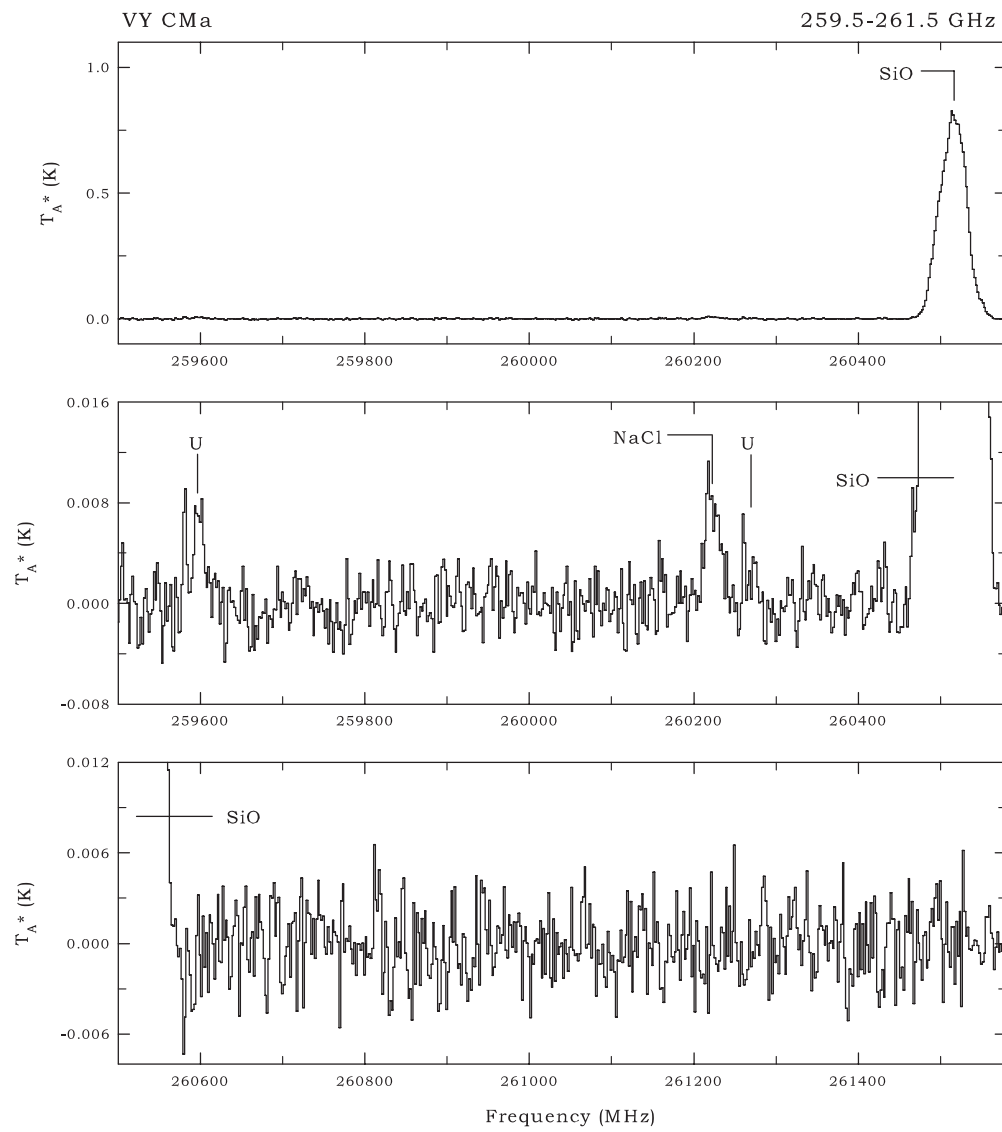 VY CMa 259.5-261.5 GHz
1.0
SiO
T_A* (K)
0.5
0.0
259600 259800 260000 260200 260400
0.016
U NaCl U
SiO
0.008
T_A* (K)
0.000
-0.008
259600 259800 260000 260200 260400
0.012
SiO
0.006
T_A* (K)
0.000
-0.006
260600 260800 261000 261200 261400
Frequency (MHz)